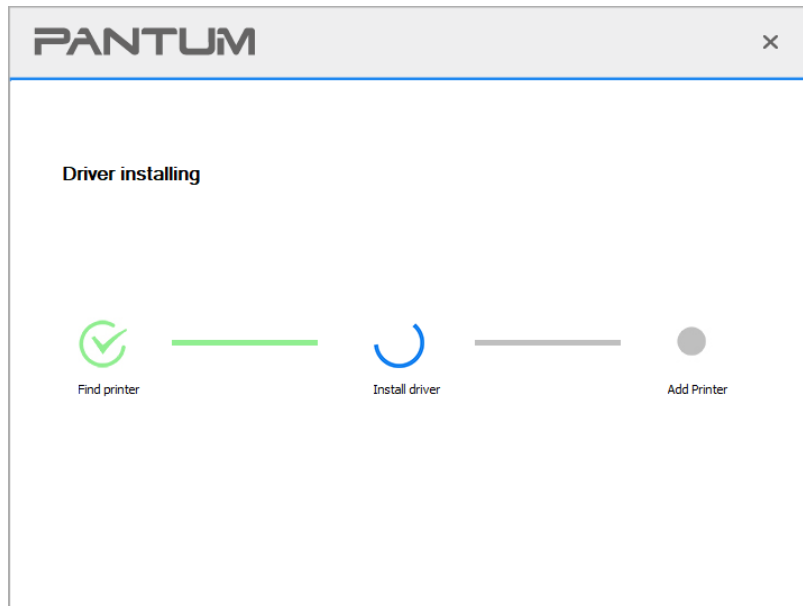 PANTUM
Driver installing
Find printer
Install driver
Add Printer